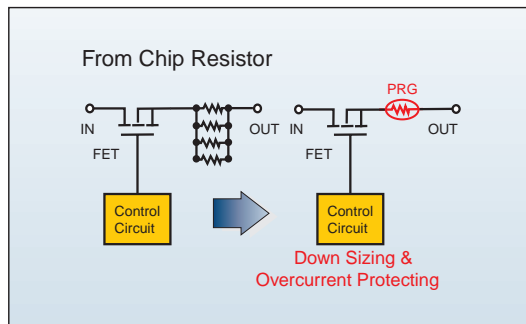 From Chip Resistor
IN
FET
OUT
Control
Circuit
PRG
IN
FET
OUT
Control
Circuit
Down Sizing &
Overcurrent Protecting